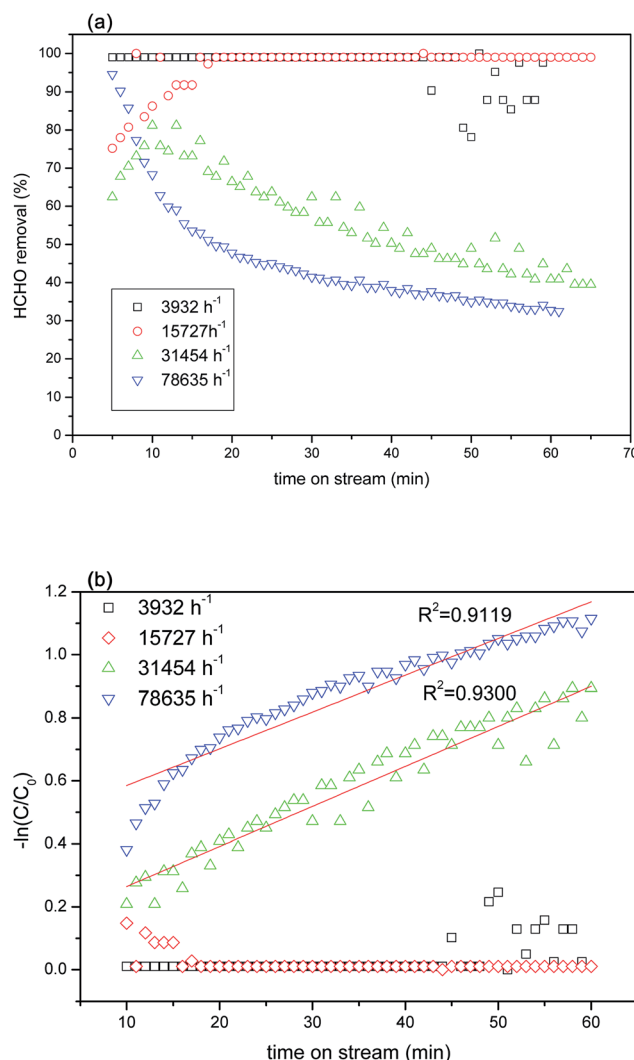 (a)
100
90
80
70
60
50
40
30
20
10
0
HCHO removal (%)
3932 h⁻¹
15727h⁻¹
31454 h⁻¹
78635 h⁻¹
0 10 20 30 40 50 60 70
time on stream (min)
(b)
1.2
1.0
0.8
0.6
0.4
0.2
0.0
-ln(C/C₀)
3932 h⁻¹
15727 h⁻¹
31454 h⁻¹
78635 h⁻¹
R²=0.9119
R²=0.9300
10 20 30 40 50 60
time on stream (min)